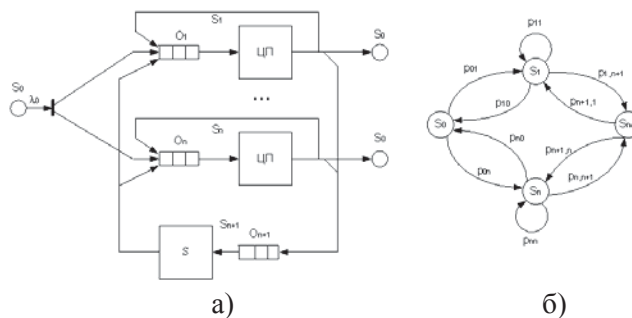 S1
O1
ЦП
S0
S0
λ0
...
Sn
On
ЦП
S0
Sn+1
S
On+1
а)
p11
S1
p01
p10
p1,n+1
pn+1,1
S0
Sn
pn0
pn+1,n
p0n
pn,n+1
Sn
pnn
б)